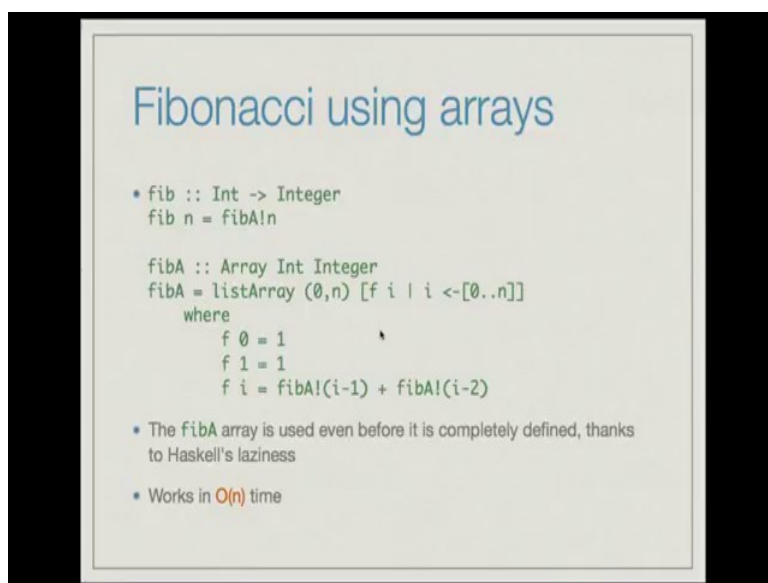 Fibonacci using arrays
• fib :: Int -> Integer
fib n = fibA!n
fibA :: Array Int Integer
fibA = listArray (0,n) [f i | i <-[0..n]]
where
f 0 = 1
f 1 = 1
f i = fibA!(i-1) + fibA!(i-2)
• The fibA array is used even before it is completely defined, thanks
to Haskell's laziness
• Works in O(n) time